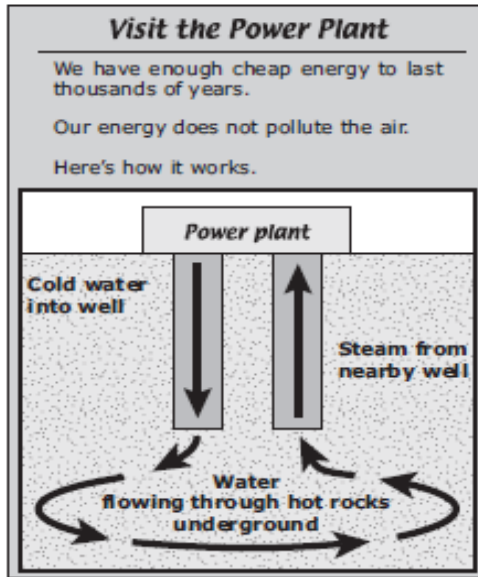 Visit the Power Plant
We have enough cheap energy to last
thousands of years.
Our energy does not pollute the air.
Here's how it works.
Power plant
Cold water
into well
Steam from
nearby well
Water
flowing through hot rocks
underground